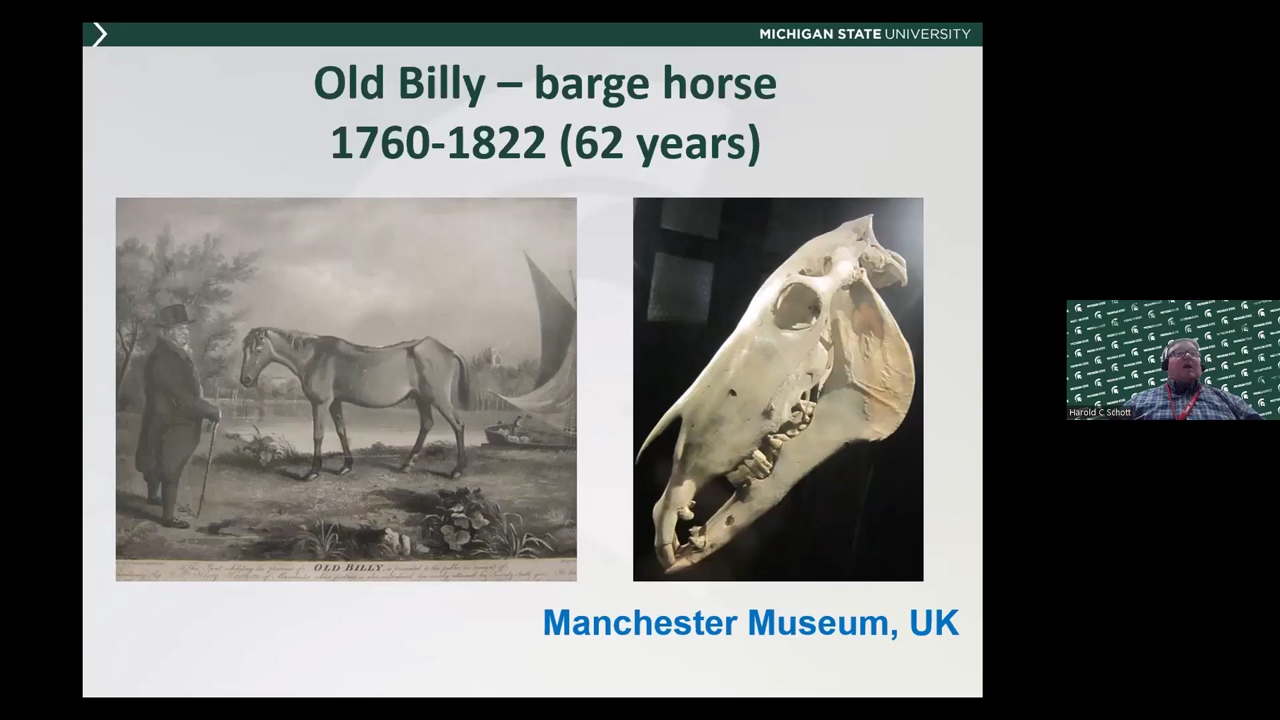 MICHIGAN STATE UNIVERSITY
Old Billy – barge horse
1760-1822 (62 years)
OLD BILLY
Manchester Museum, UK
Harold C Schott